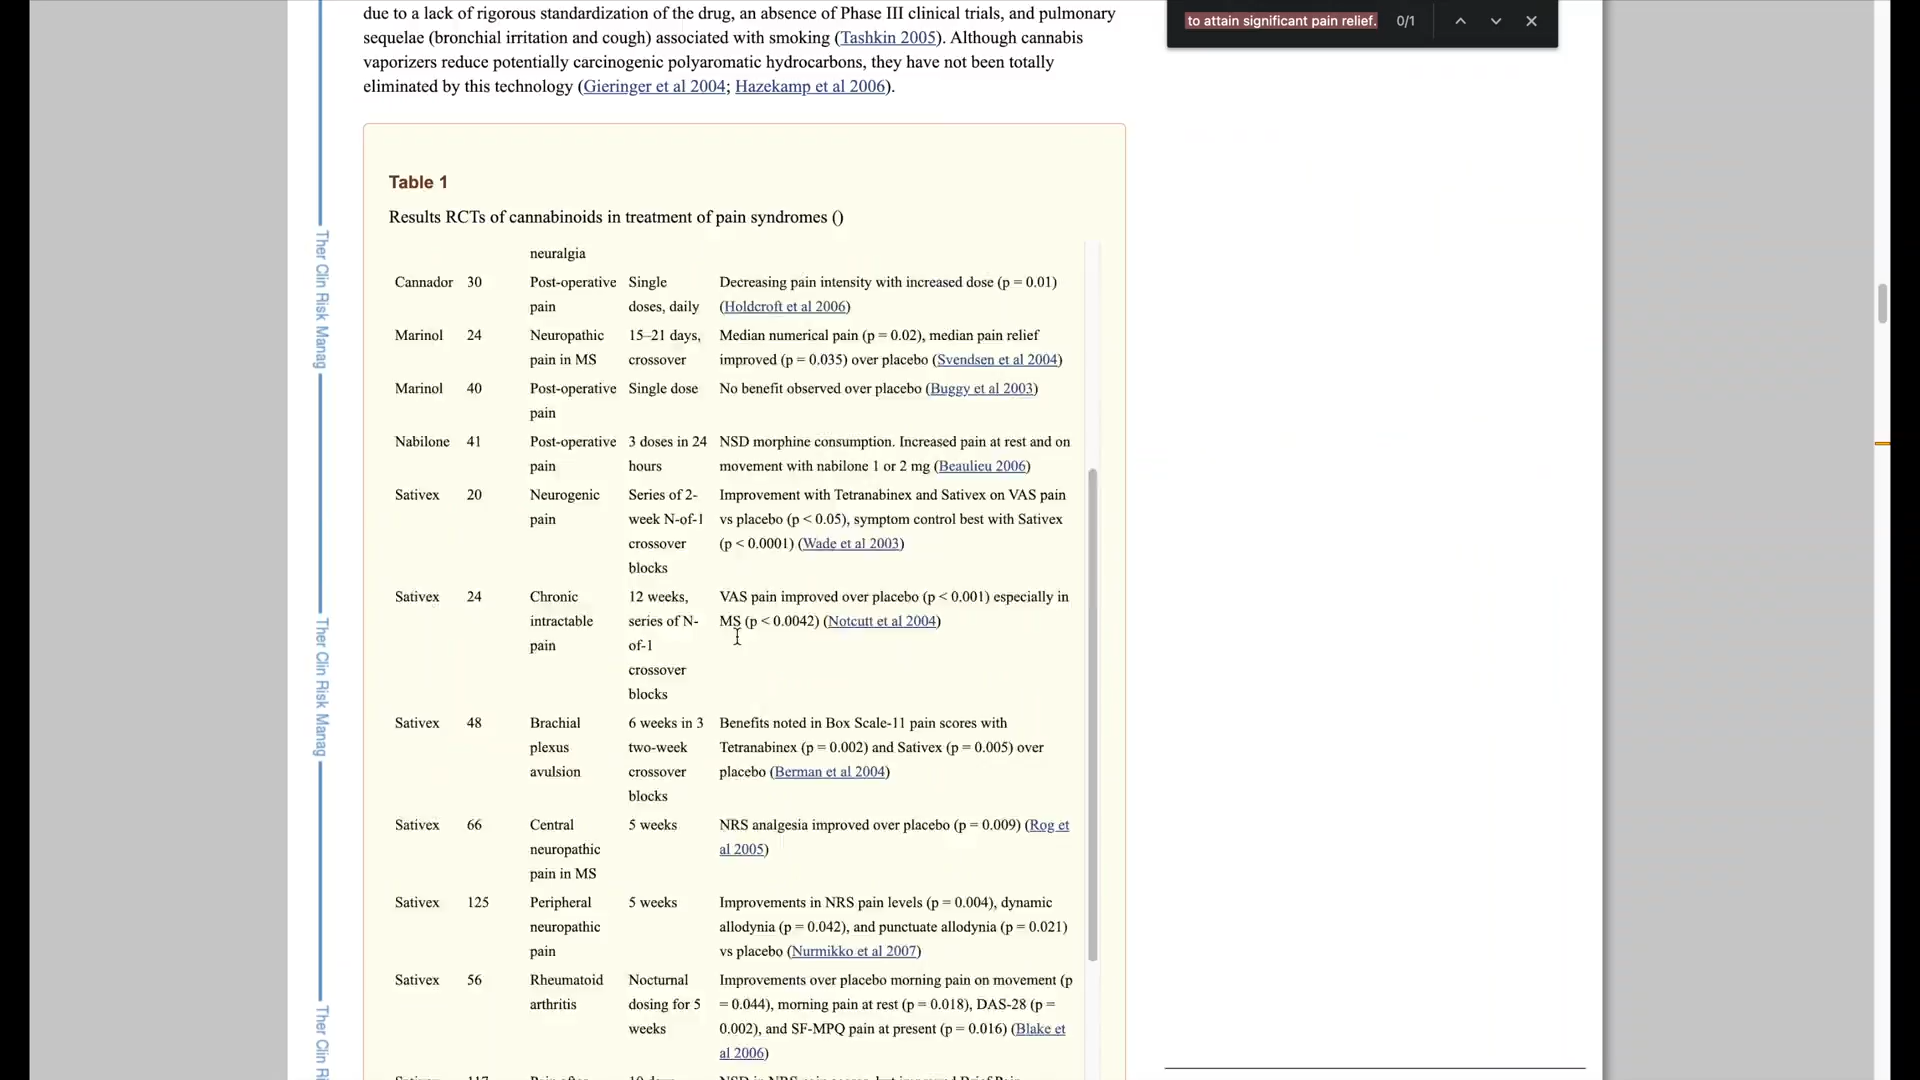 due to a lack of rigorous standardization of the drug, an absence of Phase III clinical trials, and pulmonary
sequelae (bronchial irritation and cough) associated with smoking (Tashkin 2005). Although cannabis
vaporizers reduce potentially carcinogenic polyaromatic hydrocarbons, they have not been totally
eliminated by this technology (Gieringer et al 2004; Hazekamp et al 2006).
to attain significant pain relief. 0/1
Ther Clin Risk Manag
Ther Clin Risk Manag
Ther Clin Ri
Table 1
Results RCTs of cannabinoids in treatment of pain syndromes ()
neuralgia
Cannador 30 Post-operative Single Decreasing pain intensity with increased dose (p = 0.01)
pain doses, daily (Holdcroft et al 2006)
Marinol 24 Neuropathic 15–21 days, Median numerical pain (p = 0.02), median pain relief
pain in MS crossover improved (p = 0.035) over placebo (Svendsen et al 2004)
Marinol 40 Post-operative Single dose No benefit observed over placebo (Buggy et al 2003)
pain
Nabilone 41 Post-operative 3 doses in 24 NSD morphine consumption. Increased pain at rest and on
pain hours movement with nabilone 1 or 2 mg (Beaulieu 2006)
Sativex 20 Neurogenic Series of 2- Improvement with Tetranabinex and Sativex on VAS pain
pain week N-of-1 vs placebo (p < 0.05), symptom control best with Sativex
crossover (p < 0.0001) (Wade et al 2003)
blocks
Sativex 24 Chronic 12 weeks, VAS pain improved over placebo (p < 0.001) especially in
intractable series of N- MS (p < 0.0042) (Notcutt et al 2004)
pain of-1
crossover
blocks
Sativex 48 Brachial 6 weeks in 3 Benefits noted in Box Scale-11 pain scores with
plexus two-week Tetranabinex (p = 0.002) and Sativex (p = 0.005) over
avulsion crossover placebo (Berman et al 2004)
blocks
Sativex 66 Central 5 weeks NRS analgesia improved over placebo (p = 0.009) (Rog et
neuropathic al 2005)
pain in MS
Sativex 125 Peripheral 5 weeks Improvements in NRS pain levels (p = 0.004), dynamic
neuropathic allodynia (p = 0.042), and punctuate allodynia (p = 0.021)
pain vs placebo (Nurmikko et al 2007)
Sativex 56 Rheumatoid Nocturnal Improvements over placebo morning pain on movement (p
arthritis dosing for 5 = 0.044), morning pain at rest (p = 0.018), DAS-28 (p =
weeks 0.002), and SF-MPQ pain at present (p = 0.016) (Blake et
al 2006)